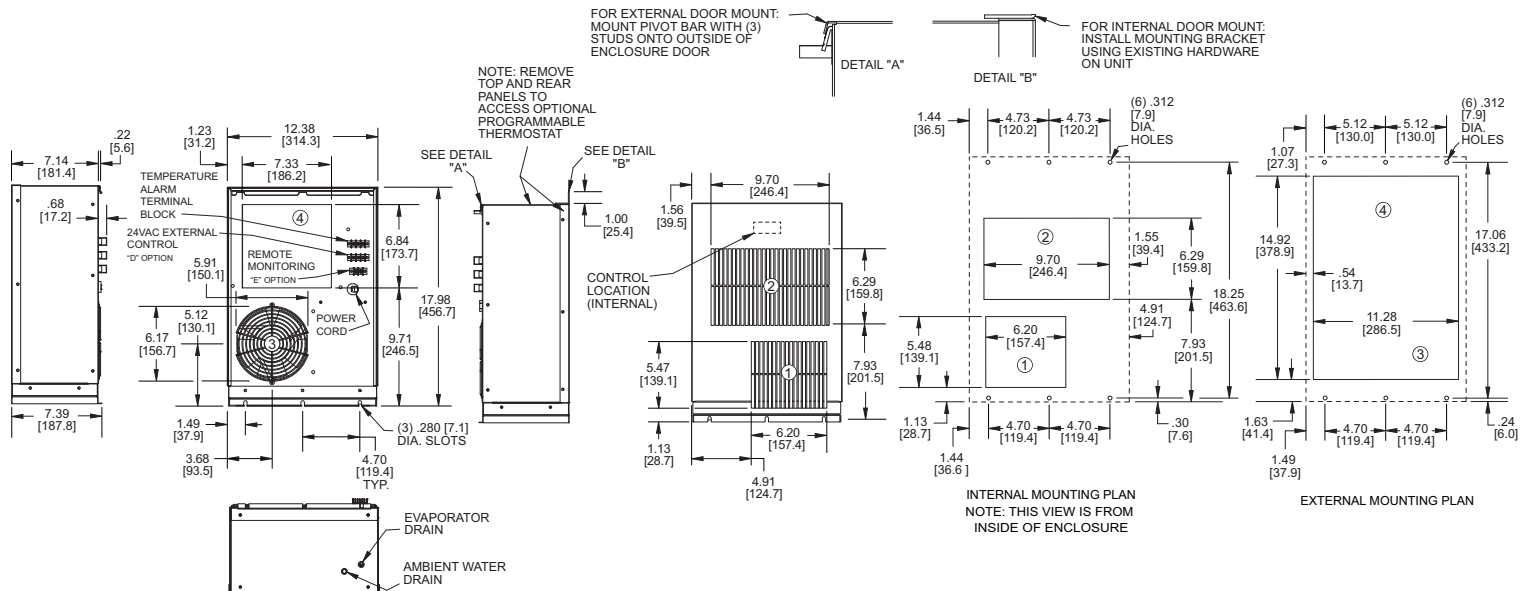 FOR EXTERNAL DOOR MOUNT:
MOUNT PIVOT BAR WITH (3)
STUDS ONTO OUTSIDE OF
ENCLOSURE DOOR
DETAIL "A"
DETAIL "B"
FOR INTERNAL DOOR MOUNT:
INSTALL MOUNTING BRACKET
USING EXISTING HARDWARE
ON UNIT
7.14
[181.4]
.22
[5.6]
.68
[17.2]
7.39
[187.8]
1.23
[31.2]
12.38
[314.3]
7.33
[186.2]
TEMPERATURE
ALARM
TERMINAL
BLOCK
24VAC EXTERNAL
CONTROL
"D" OPTION
④
REMOTE
MONITORING
"E" OPTION
5.91
[150.1]
5.12
[130.1]
6.17
[156.7]
③
POWER
CORD
6.84
[173.7]
9.71
[246.5]
17.98
[456.7]
1.49
[37.9]
3.68
[93.5]
(3) .280 [7.1]
DIA. SLOTS
4.70
[119.4]
TYP.
EVAPORATOR
DRAIN
AMBIENT WATER
DRAIN
NOTE: REMOVE
TOP AND REAR
PANELS TO
ACCESS OPTIONAL
PROGRAMMABLE
THERMOSTAT
SEE DETAIL
"A"
SEE DETAIL
"B"
1.00
[25.4]
1.56
[39.5]
9.70
[246.4]
CONTROL
LOCATION
(INTERNAL)
②
6.29
[159.8]
5.47
[139.1]
①
7.93
[201.5]
1.13
[28.7]
6.20
[157.4]
4.91
[124.7]
1.44
[36.5]
4.73
[120.2]
4.73
[120.2]
(6) .312
[7.9]
DIA.
HOLES
②
9.70
[246.4]
1.55
[39.4]
6.29
[159.8]
18.25
[463.6]
4.91
[124.7]
7.93
[201.5]
5.48
[139.1]
6.20
[157.4]
①
1.13
[28.7]
1.44
[36.6 ]
4.70
[119.4]
4.70
[119.4]
.30
[7.6]
INTERNAL MOUNTING PLAN
NOTE: THIS VIEW IS FROM
INSIDE OF ENCLOSURE
1.07
[27.3]
5.12
[130.0]
5.12
[130.0]
(6) .312
[7.9]
DIA.
HOLES
④
14.92
[378.9]
.54
[13.7]
11.28
[286.5]
③
17.06
[433.2]
1.63
[41.4]
1.49
[37.9]
4.70
[119.4]
4.70
[119.4]
.24
[6.0]
EXTERNAL MOUNTING PLAN